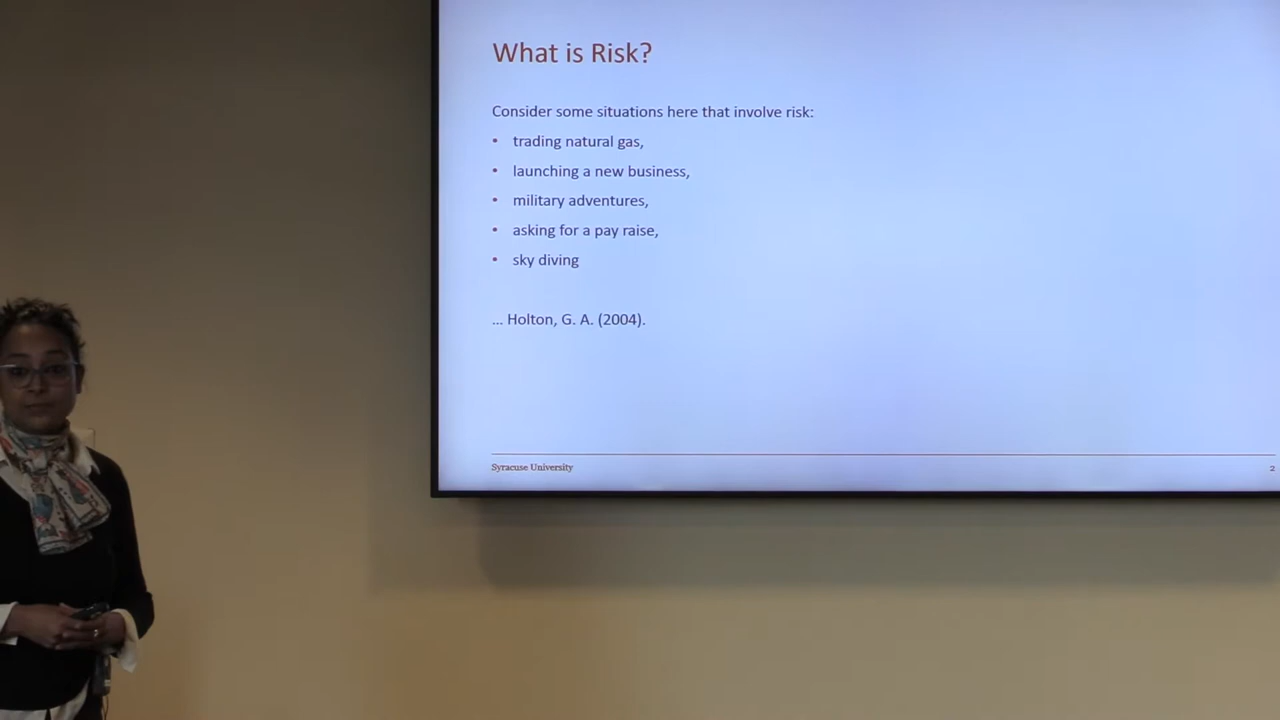 What is Risk?
Consider some situations here that involve risk:
• trading natural gas,
• launching a new business,
• military adventures,
• asking for a pay raise,
• sky diving
... Holton, G. A. (2004).
Syracuse University
2